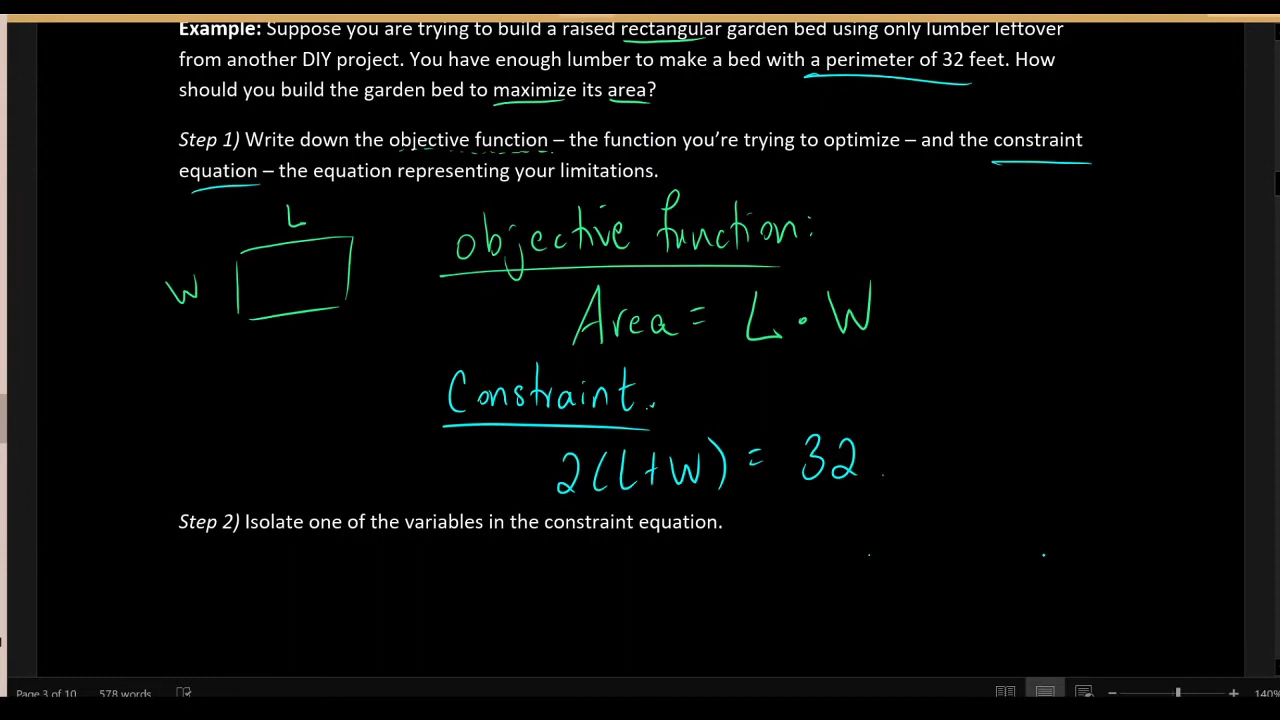 Example: Suppose you are trying to build a raised rectangular garden bed using only lumber leftover
from another DIY project. You have enough lumber to make a bed with a perimeter of 32 feet. How
should you build the garden bed to maximize its area?
Step 1) Write down the objective function – the function you're trying to optimize – and the constraint
equation – the equation representing your limitations.
L
W
Objective function:
Area = L · W
Constraint.
2(L+W) = 32
Step 2) Isolate one of the variables in the constraint equation.
Page 3 of 10 578 words 140%